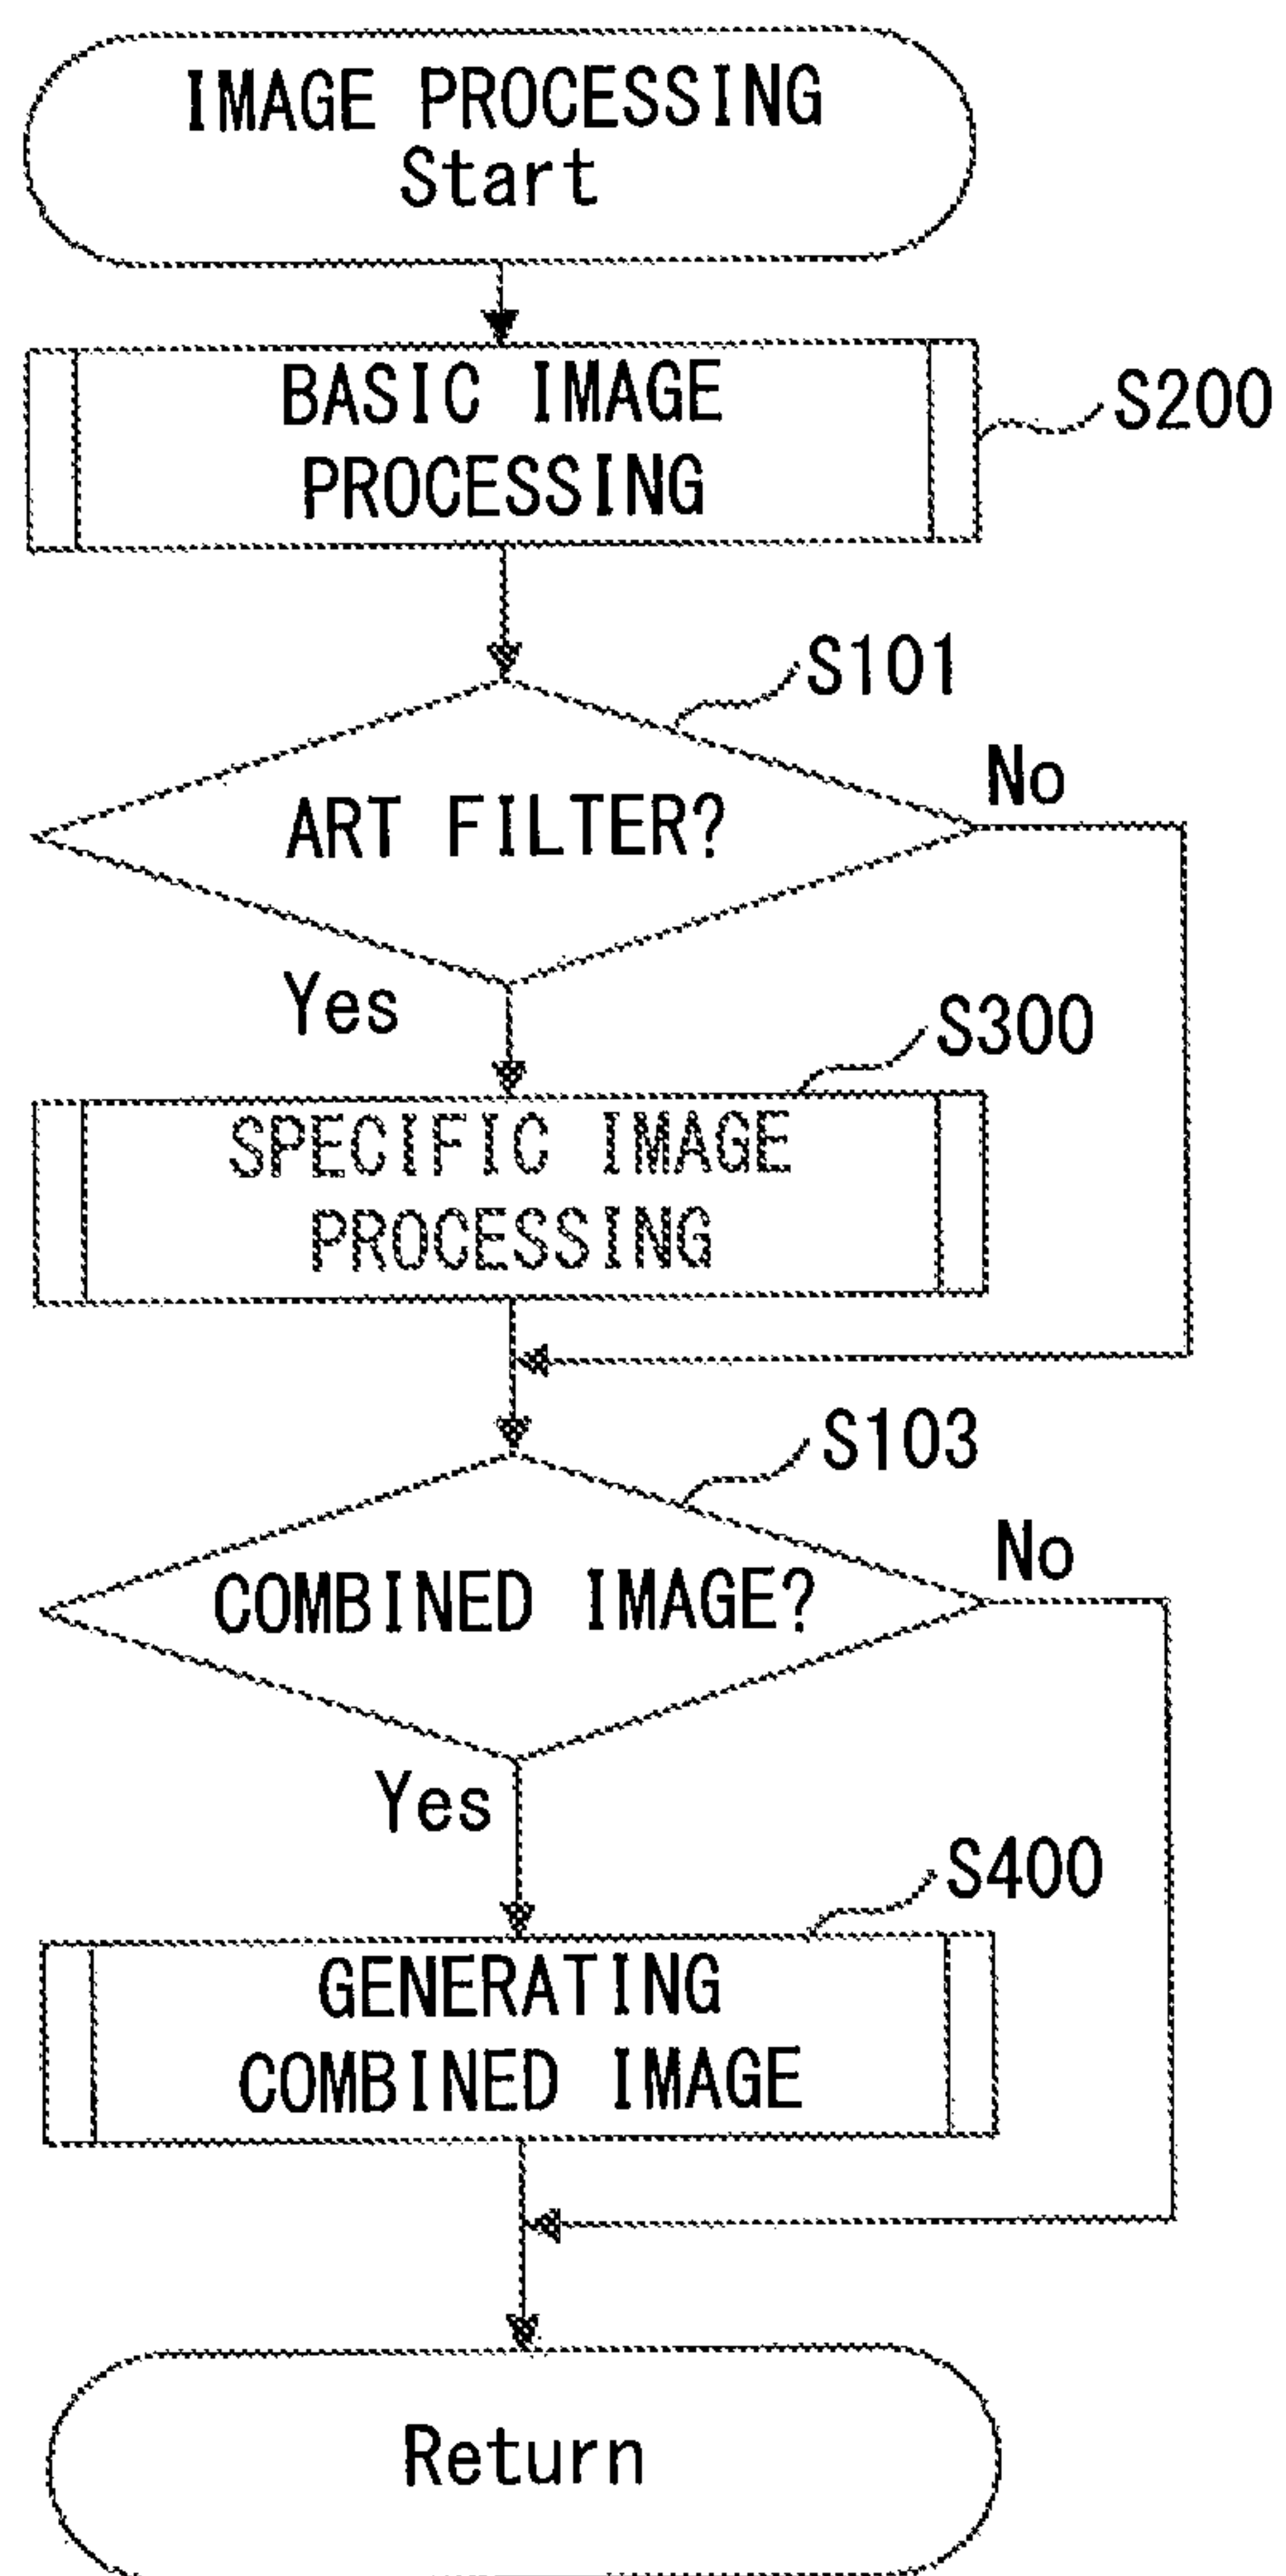 IMAGE PROCESSING
Start
BASIC IMAGE
PROCESSING
S200
S101
ART FILTER?
No
Yes
S300
SPECIFIC IMAGE
PROCESSING
S103
COMBINED IMAGE?
No
Yes
S400
GENERATING
COMBINED IMAGE
Return